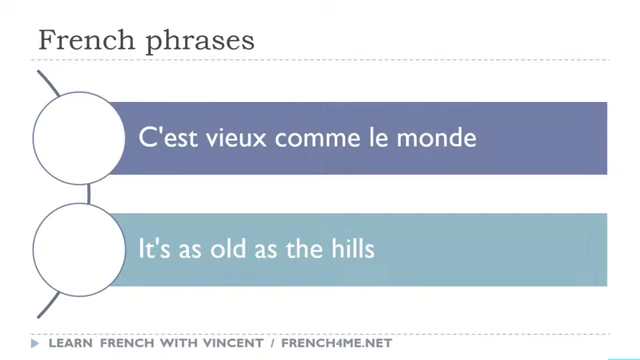 French phrases
C'est vieux comme le monde
It's as old as the hills
LEARN FRENCH WITH VINCENT / FRENCH4ME.NET